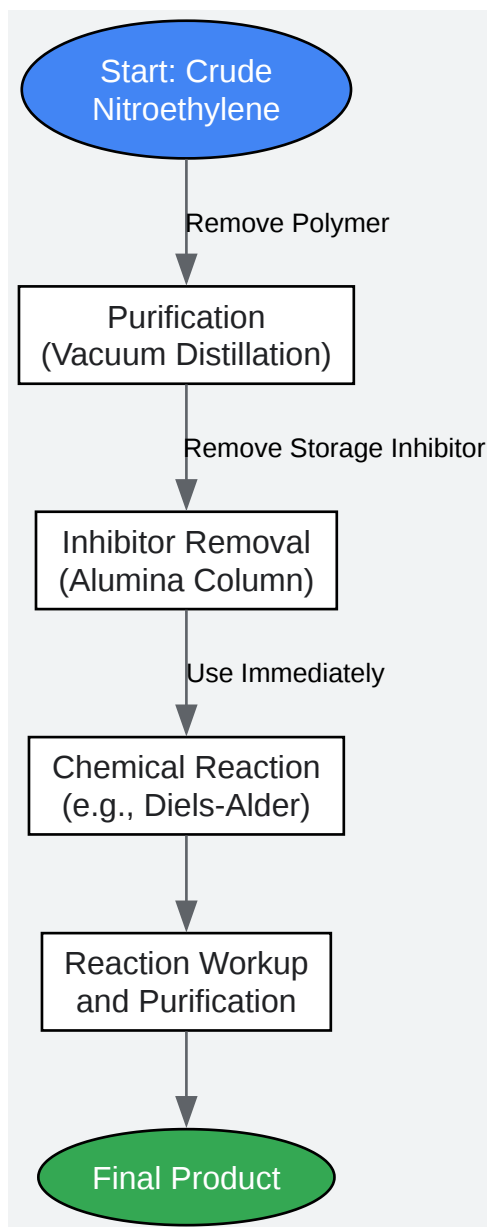 Start: Crude
Nitroethylene
Remove Polymer
Purification
(Vacuum Distillation)
Remove Storage Inhibitor
Inhibitor Removal
(Alumina Column)
Use Immediately
Chemical Reaction
(e.g., Diels-Alder)
Reaction Workup
and Purification
Final Product